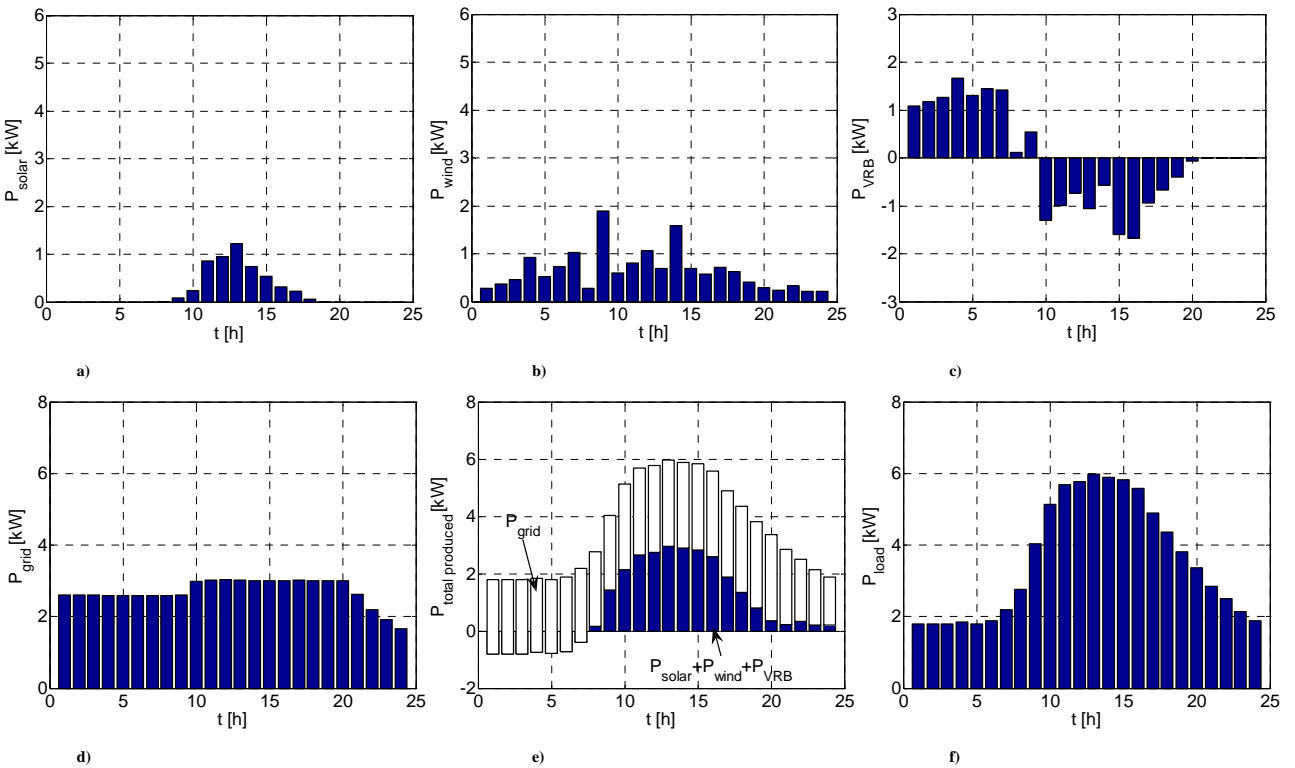 6
5
4
3
2
1
0
0 5 10 15 20 25
t [h]
P_solar [kW]
a)
6
5
4
3
2
1
0
0 5 10 15 20 25
t [h]
P_wind [kW]
b)
3
2
1
0
-1
-2
-3
0 5 10 15 20 25
t [h]
P_VRB [kW]
c)
8
6
4
2
0
0 5 10 15 20 25
t [h]
P_grid [kW]
d)
8
6
4
2
0
-2
0 5 10 15 20 25
t [h]
P_total produced [kW]
P_grid
P_solar+P_wind+P_VRB
e)
8
6
4
2
0
0 5 10 15 20 25
t [h]
P_load [kW]
f)